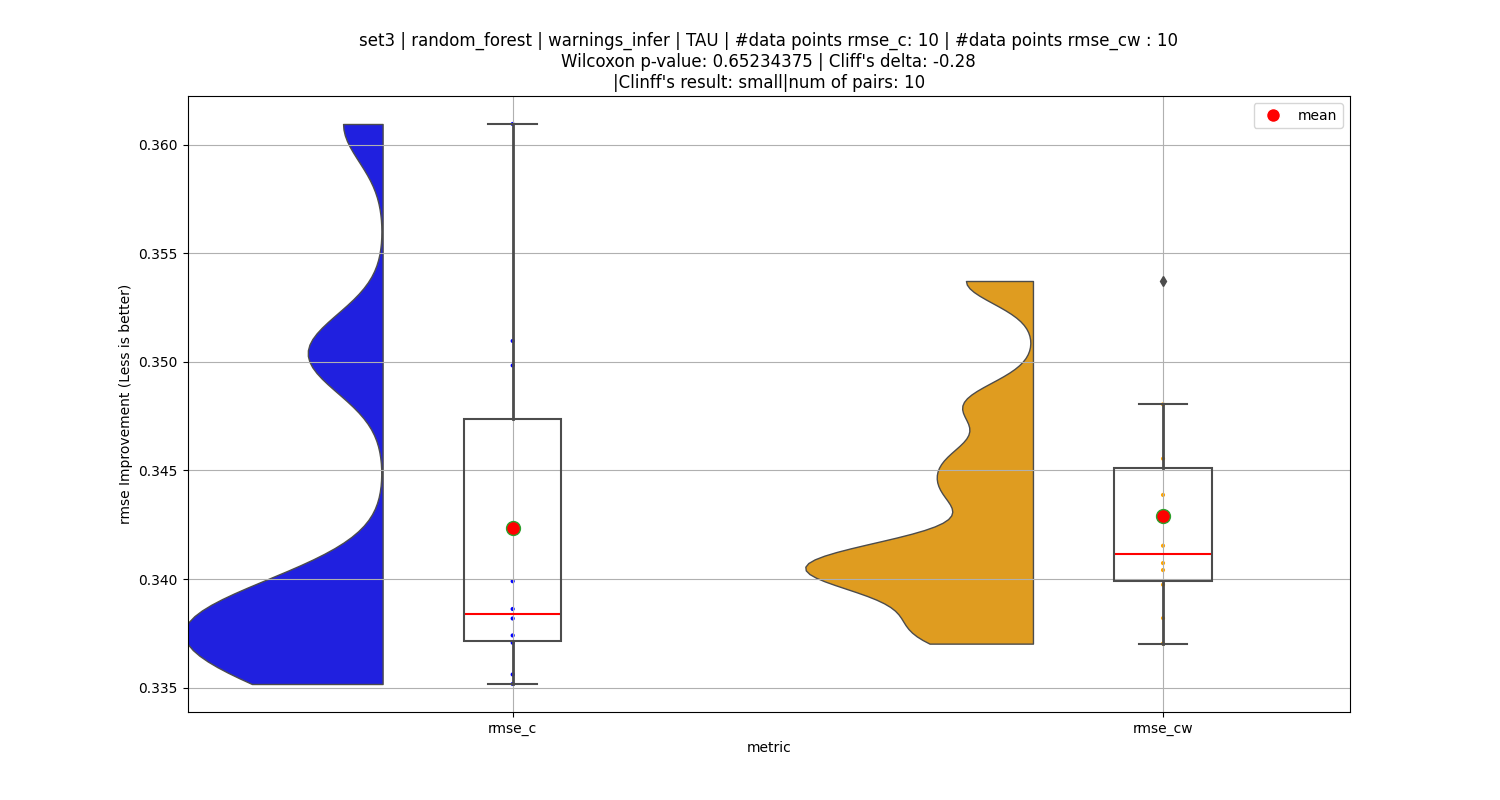 set3 | random_forest | warnings_infer | TAU | #data points rmse_c: 10 | #data points rmse_cw : 10
Wilcoxon p-value: 0.65234375 | Cliff's delta: -0.28
|Clinff's result: small|num of pairs: 10
mean
0.360
0.355
0.350
0.345
0.340
0.335
rmse Improvement (Less is better)
rmse_c
rmse_cw
metric